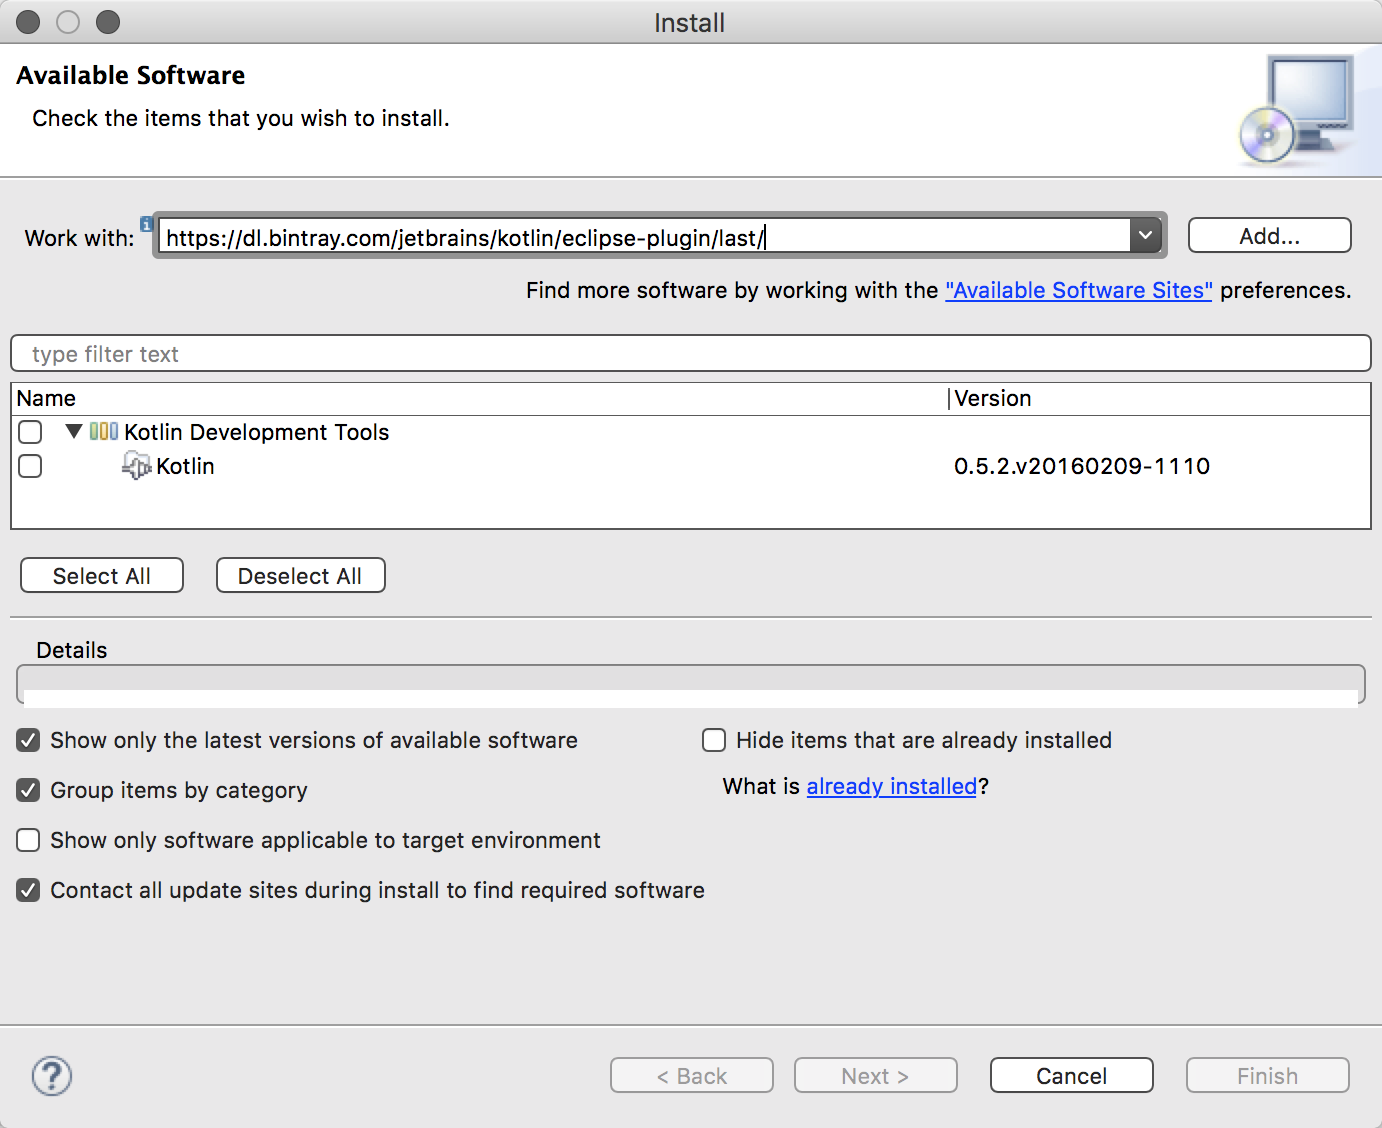 Install
Available Software
Check the items that you wish to install.
Work with: https://dl.bintray.com/jetbrains/kotlin/eclipse-plugin/last/ Add...
Find more software by working with the "Available Software Sites" preferences.
type filter text
Name Version
Kotlin Development Tools
Kotlin 0.5.2.v20160209-1110
Select All Deselect All
Details
Show only the latest versions of available software Hide items that are already installed
Group items by category What is already installed?
Show only software applicable to target environment
Contact all update sites during install to find required software
? < Back Next > Cancel Finish